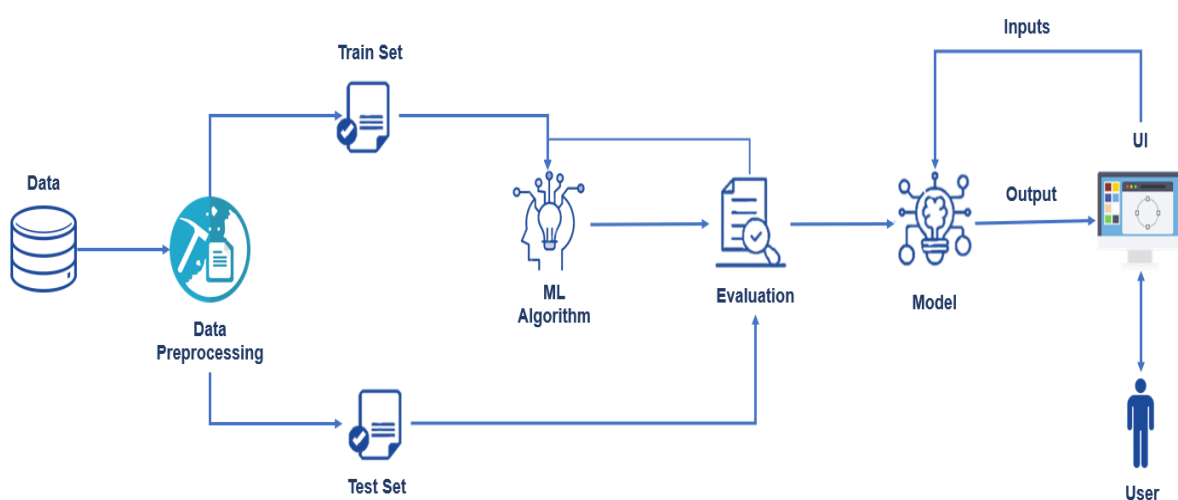 Inputs
Train Set
UI
Data
Output
ML
Algorithm
Evaluation
Model
Data
Preprocessing
Test Set
User